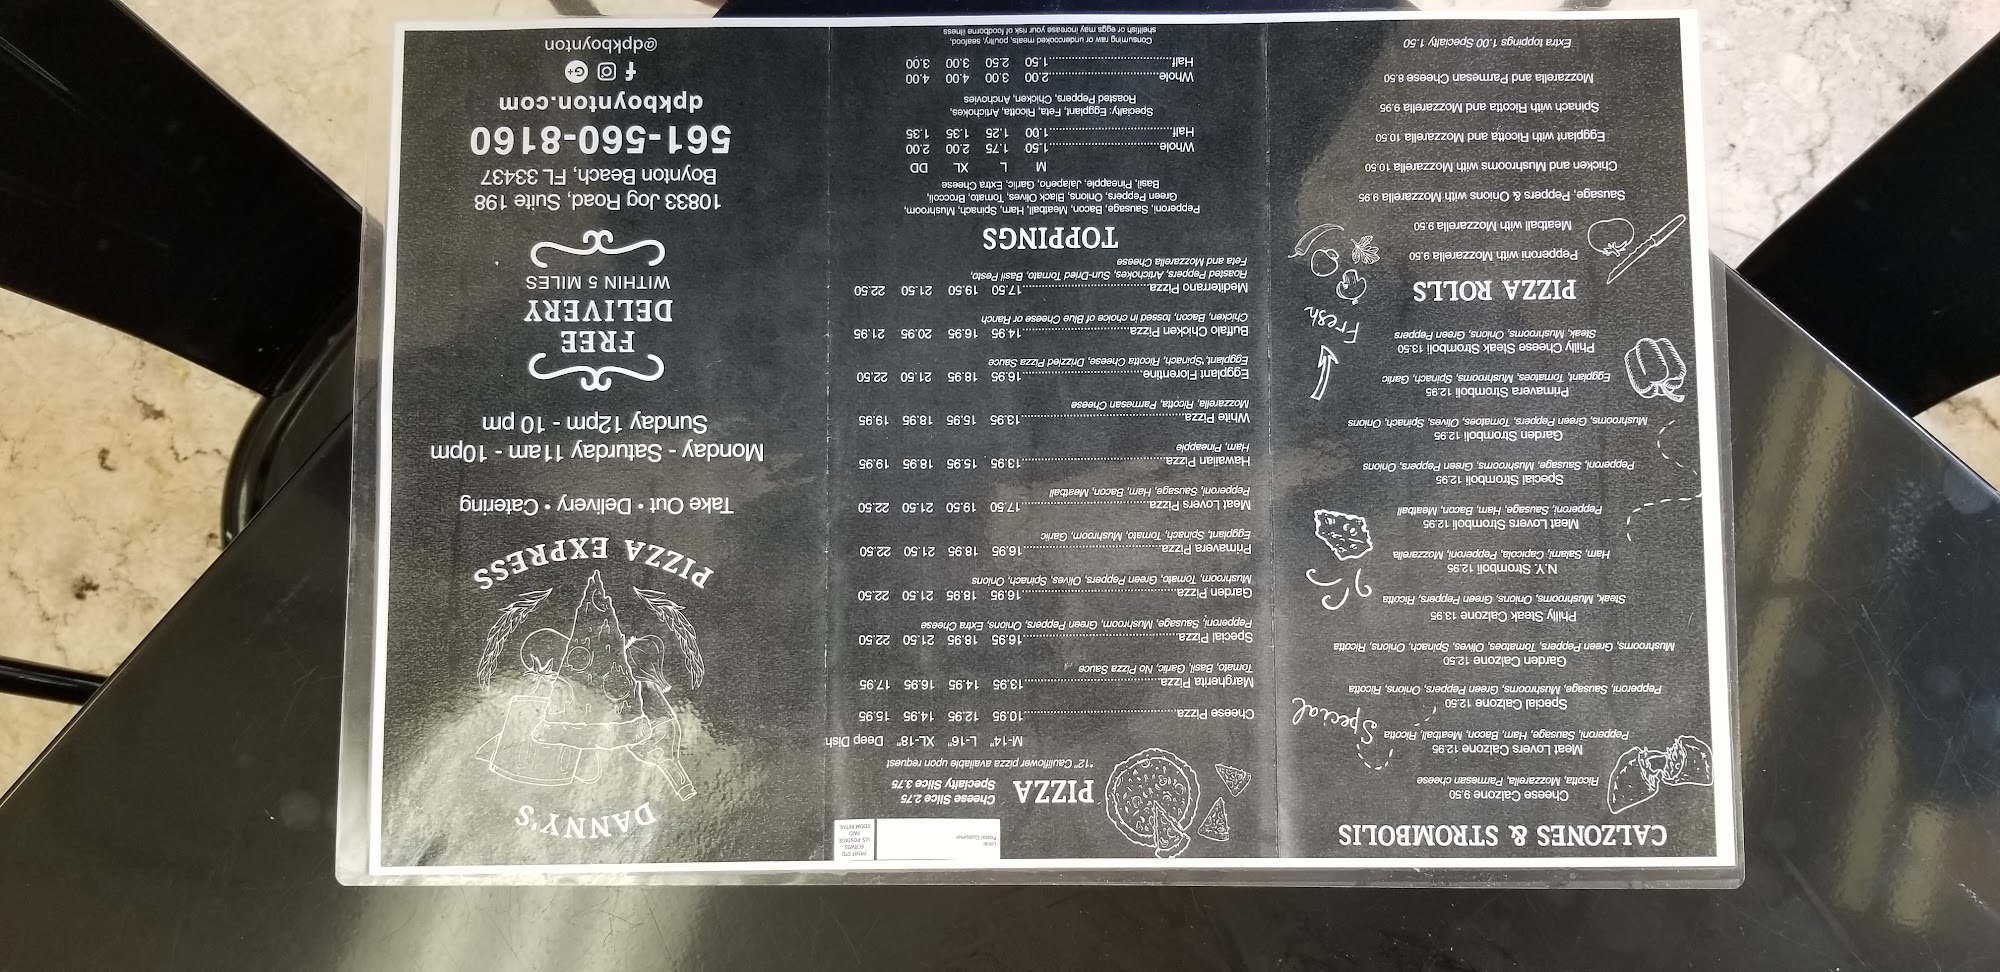 CALZONES & STROMBOLIS
Cheese Calzone 9.50
Ricotta, Mozzarella, Parmesan cheese
Meat Lovers Calzone 12.95
Pepperoni, Sausage, Ham, Bacon, Meatball, Ricotta
Special Calzone 12.50
Pepperoni, Sausage, Mushrooms, Green Peppers, Onions, Ricotta
Garden Calzone 12.50
Mushrooms, Green Peppers, Tomatoes, Olives, Spinach, Onions, Ricotta
Philly Steak Calzone 13.95
Steak, Mushrooms, Onions, Green Peppers, Ricotta
N.Y. Stromboli 12.95
Ham, Salami, Capicola, Pepperoni, Mozzarella
Meat Lovers Stromboli 12.95
Pepperoni, Sausage, Ham, Bacon, Meatball
Special Stromboli 12.95
Pepperoni, Sausage, Mushrooms, Green Peppers, Onions
Garden Stromboli 12.95
Mushrooms, Green Peppers, Tomatoes, Olives, Spinach, Onions
Primavera Stromboli 12.95
Eggplant, Tomatoes, Mushrooms, Spinach, Garlic
Philly Cheese Steak Stromboli 13.50
Steak, Mushrooms, Onions, Green Peppers
Special
Fresh
PIZZA ROLLS
Pepperoni with Mozzarella 9.50
Meatball with Mozzarella 9.50
Sausage, Peppers & Onions with Mozzarella 9.95
Chicken and Mushrooms with Mozzarella 10.50
Eggplant with Ricotta and Mozzarella 10.50
Spinach with Ricotta and Mozzarella 9.95
Mozzarella and Parmesan Cheese 8.50
Extra toppings 1.00 Specialty 1.50
Local
Postal Customer
PRSRT STD
ECRWSS
U.S. POSTAGE
PAID
EDDM RETAIL
PIZZA
Cheese Slice 2.75
Specialty Slice 3.75
*12" Cauliflower pizza available upon request
M-14" L-16" XL-18" Deep Dish
Cheese Pizza 10.95 12.95 14.95 15.95
Margherita Pizza 13.95 14.95 16.95 17.95
Tomato, Basil, Garlic, No Pizza Sauce
Special Pizza 16.95 18.95 21.50 22.50
Pepperoni, Sausage, Mushroom, Green Peppers, Onions, Extra Cheese
Garden Pizza 16.95 18.95 21.50 22.50
Mushroom, Tomato, Green Peppers, Olives, Spinach, Onions
Primavera Pizza 16.95 18.95 21.50 22.50
Eggplant, Spinach, Tomato, Mushroom, Garlic
Meat Lovers Pizza 17.50 19.50 21.50 22.50
Pepperoni, Sausage, Ham, Bacon, Meatball
Hawaiian Pizza 13.95 15.95 18.95 19.95
Ham, Pineapple
White Pizza 13.95 15.95 18.95 19.95
Mozzarella, Ricotta, Parmesan Cheese
Eggplant Florentine 16.95 18.95 21.50 22.50
Eggplant, Spinach, Ricotta Cheese, Drizzled Pizza Sauce
Buffalo Chicken Pizza 14.95 16.95 20.95 21.95
Chicken, Bacon, tossed in choice of Blue Cheese or Ranch
Mediterrano Pizza 17.50 19.50 21.50 22.50
Roasted Peppers, Artichokes, Sun-Dried Tomato, Basil Pesto,
Feta and Mozzarella Cheese
TOPPINGS
Pepperoni, Sausage, Bacon, Meatball, Ham, Spinach, Mushroom,
Green Peppers, Onions, Black Olives, Tomato, Broccoli,
Basil, Pineapple, Jalapeño, Garlic, Extra Cheese
M L XL DD
Whole 1.50 1.75 2.00 2.00
Half 1.00 1.25 1.35 1.35
Specialty: Eggplant, Feta, Ricotta, Artichokes,
Roasted Peppers, Chicken, Anchovies
Whole 2.00 3.00 4.00 4.00
Half 1.50 2.50 3.00 3.00
Consuming raw or undercooked meats, poultry, seafood,
shellfish or eggs may increase your risk of foodborne illness
DANNY'S
PIZZA EXPRESS
Take Out • Delivery • Catering
Monday - Saturday 11am - 10pm
Sunday 12pm - 10 pm
FREE
DELIVERY
WITHIN 5 MILES
10833 Jog Road, Suite 198
Boynton Beach, FL 33437
561-560-8160
dpkboynton.com
f G+
@dpkboynton